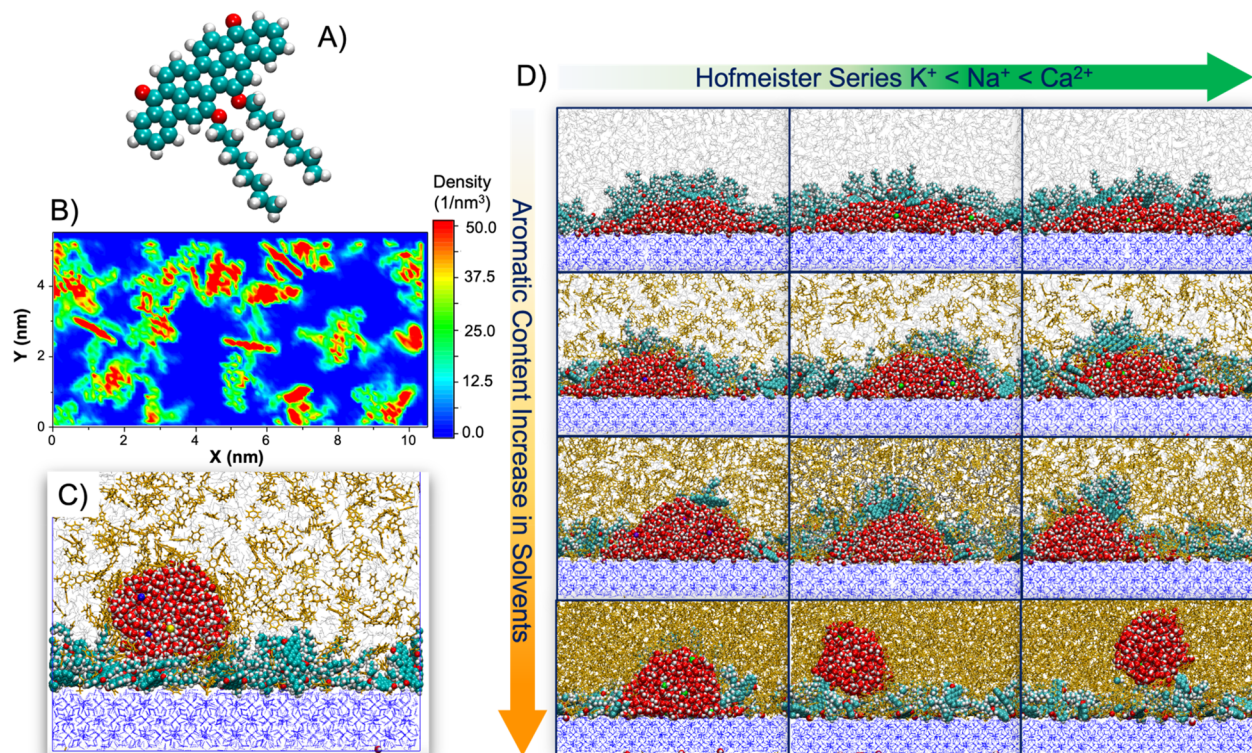 A)
B)
Density
(1/nm³)
50.0
37.5
25.0
12.5
0.0
Y (nm)
4
2
0
0 2 4 6 8 10
X (nm)
C)
D)
Hofmeister Series K⁺ < Na⁺ < Ca²⁺
Aromatic Content Increase in Solvents